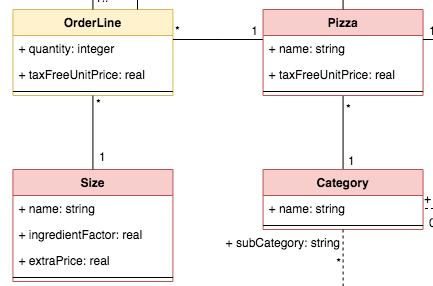 OrderLine
+ quantity: integer
+ taxFreeUnitPrice: real
*
1
Pizza
+ name: string
+ taxFreeUnitPrice: real
1
*
1
Size
+ name: string
+ ingredientFactor: real
+ extraPrice: real
*
1
Category
+ name: string
+
+ subCategory: string
*